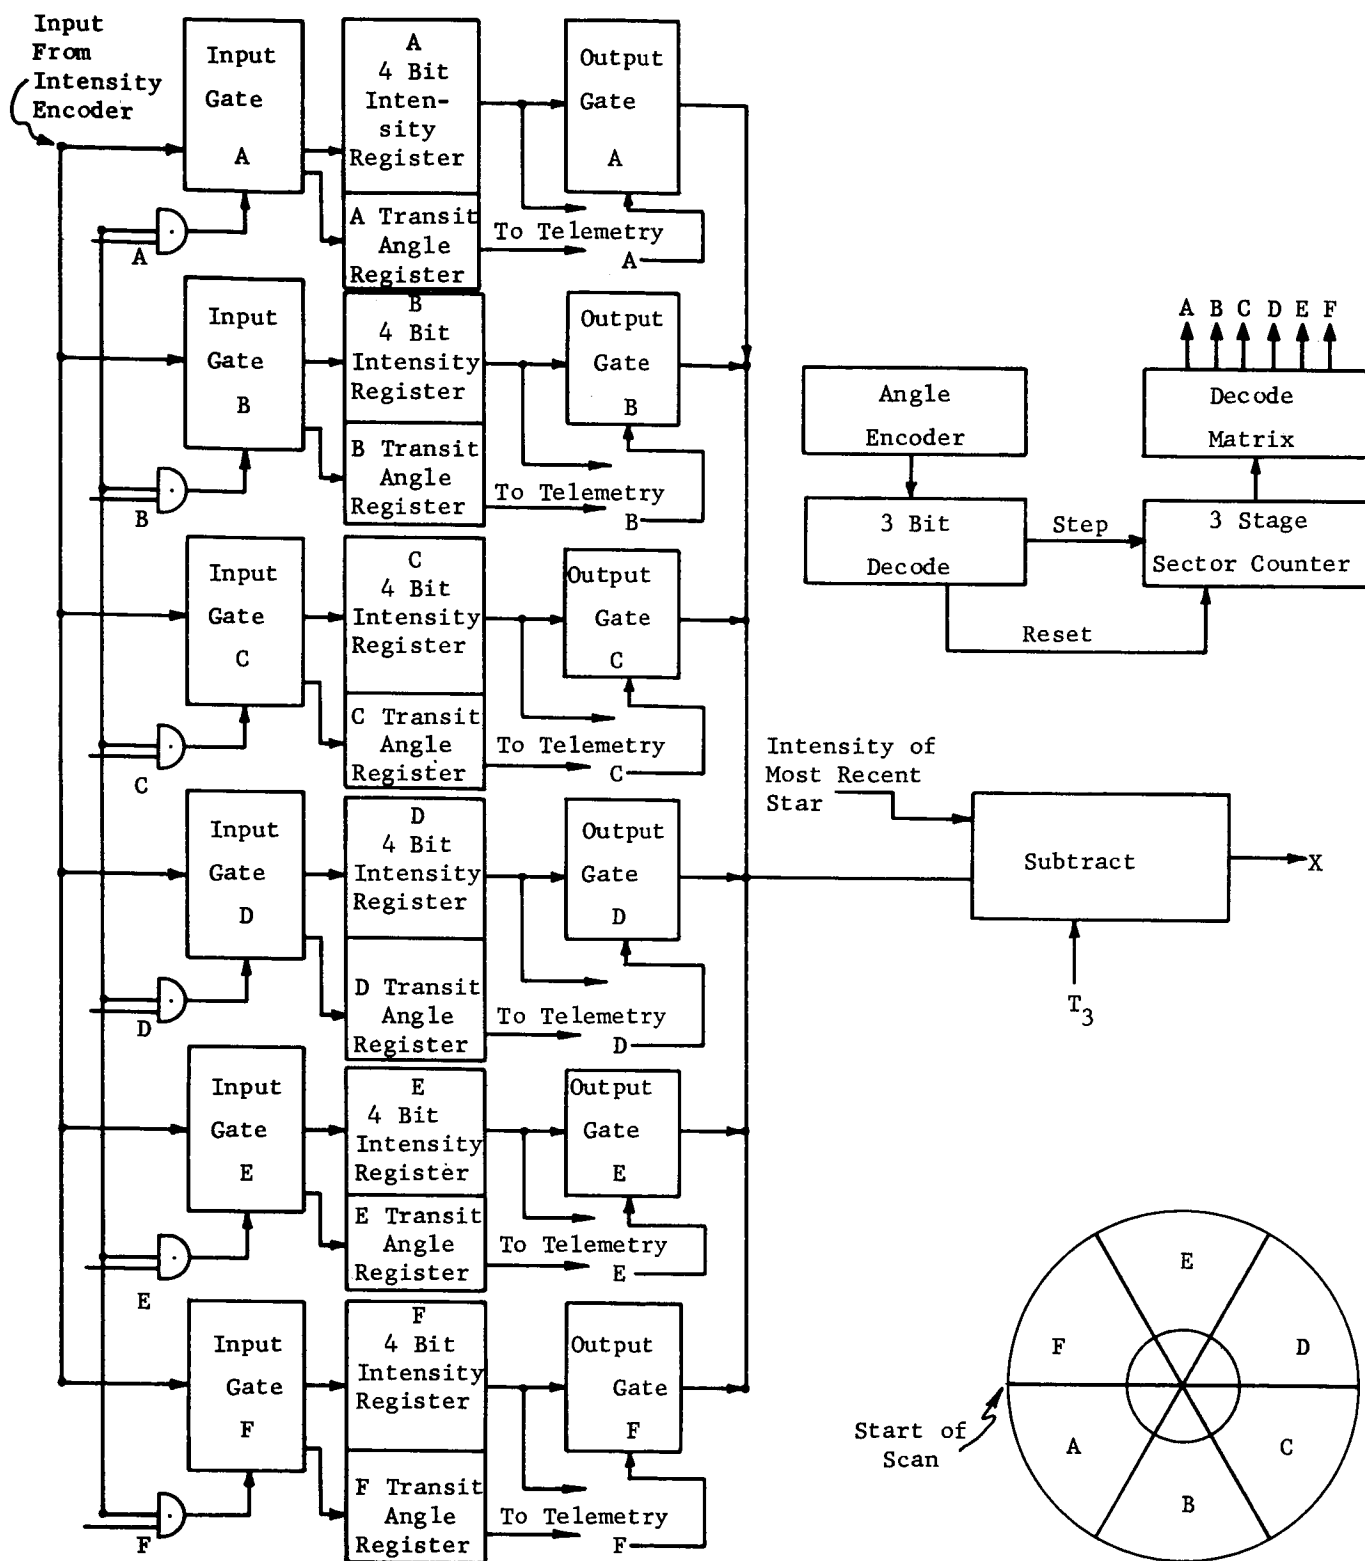 Input
From
Intensity
Encoder
Input
Gate
A
A
4 Bit
Inten-
sity
Register
A Transit
Angle
Register
Output
Gate
A
To Telemetry
A
A
Input
Gate
B
B
4 Bit
Intensity
Register
B Transit
Angle
Register
Output
Gate
B
To Telemetry
B
B
Input
Gate
C
C
4 Bit
Intensity
Register
C Transit
Angle
Register
Output
Gate
C
To Telemetry
C
C
Input
Gate
D
D
4 Bit
Intensity
Register
D Transit
Angle
Register
Output
Gate
D
To Telemetry
D
D
Input
Gate
E
E
4 Bit
Intensity
Register
E Transit
Angle
Register
Output
Gate
E
To Telemetry
E
E
Input
Gate
F
F
4 Bit
Intensity
Register
F Transit
Angle
Register
Output
Gate
F
To Telemetry
F
F
A B C D E F
Angle
Encoder
Decode
Matrix
3 Bit
Decode
Step
3 Stage
Sector Counter
Reset
Intensity of
Most Recent
Star
Subtract
X
T3
E
F
D
Start of
Scan
A
C
B